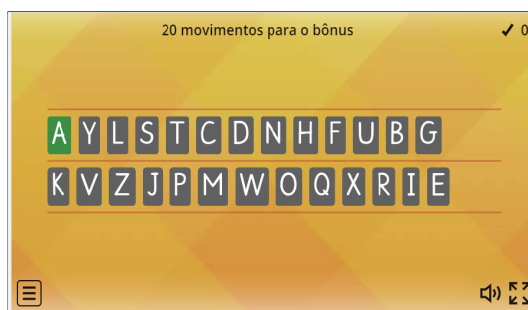 20 movimentos para o bônus
✓ 0
A Y L S T C D N H F U B G
K V Z J P M W O Q X R I E